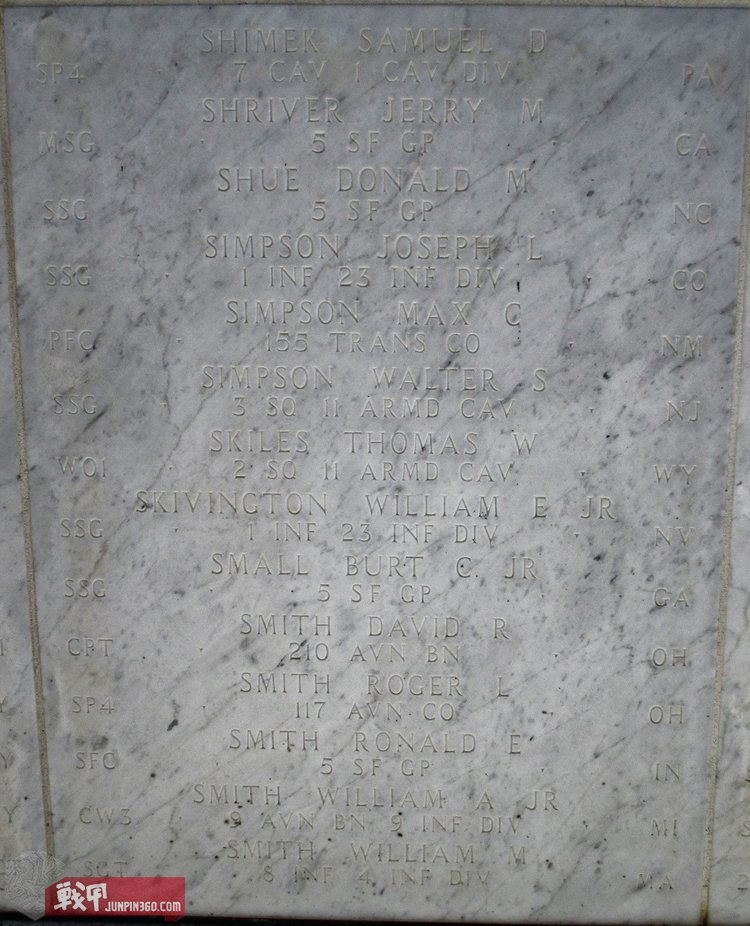 SHIMEK SAMUEL D
SP4 · 7 CAV 1 CAV DIV · PA
SHRIVER JERRY M
MSG · 5 SF GP · CA
SHUE DONALD M
SSG · 5 SF GP · NC
SIMPSON JOSEPH L
SSG · 1 INF 23 INF DIV · CO
SIMPSON MAX C
PFC · 155 TRANS CO · NM
SIMPSON WALTER S
SSG · 3 SQ 11 ARMD CAV · NJ
SKILES THOMAS W
WO1 · 2 SQ 11 ARMD CAV · WY
SKIVINGTON WILLIAM E JR
SSG · 1 INF 23 INF DIV · NV
SMALL BURT C JR
SSG · 5 SF GP · GA
SMITH DAVID R
CPT · 210 AVN BN · OH
SMITH ROGER L
SP4 · 117 AVN CO · OH
SMITH RONALD E
SFC · 5 SF GP · IN
SMITH WILLIAM A JR
CW3 · 9 AVN BN 9 INF DIV · MI
SMITH WILLIAM M
SGT · 8 INF 4 INF DIV · MA
戦甲 JUNPIN360.COM